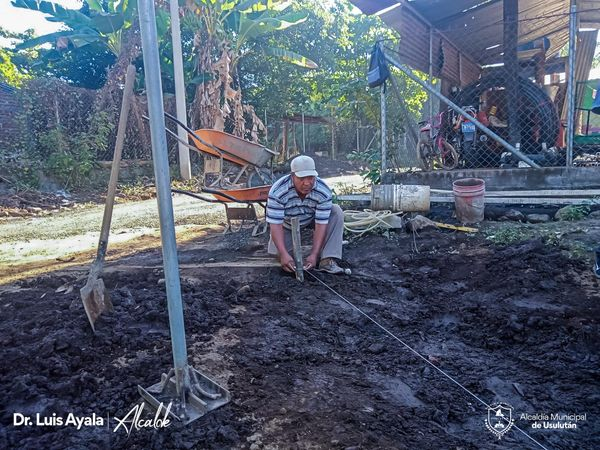 Dr. Luis Ayala
Alcalde
Alcaldía Municipal
de Usulután